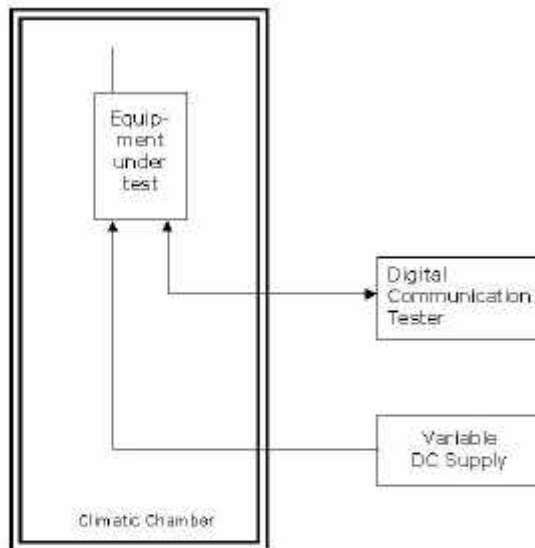 Equip-
ment
under
test
Digital
Communication
Tester
Variable
DC Supply
Climatic Chamber